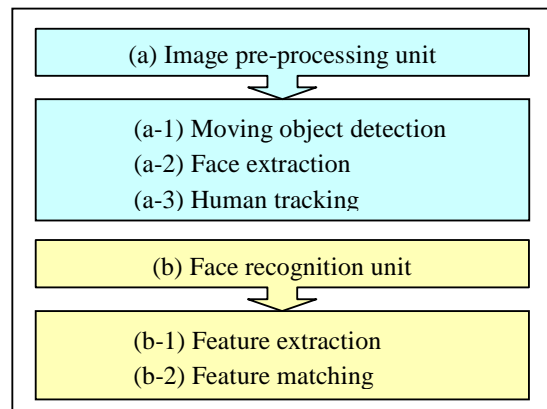 (a) Image pre-processing unit
(a-1) Moving object detection
(a-2) Face extraction
(a-3) Human tracking
(b) Face recognition unit
(b-1) Feature extraction
(b-2) Feature matching